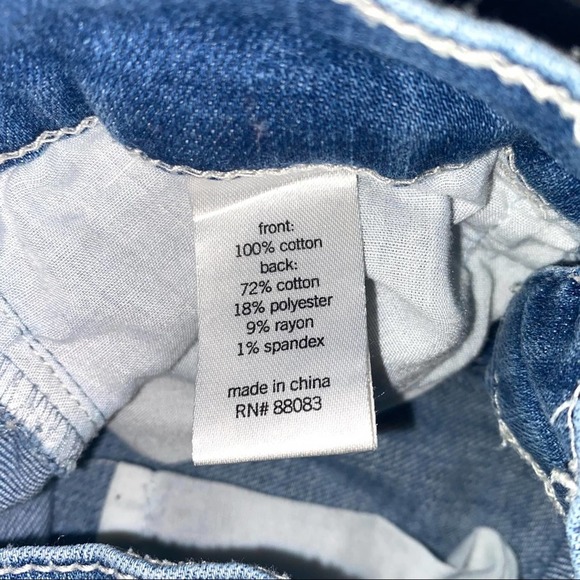 front:
100% cotton
back:
72% cotton
18% polyester
9% rayon
1% spandex
made in china
RN# 88083